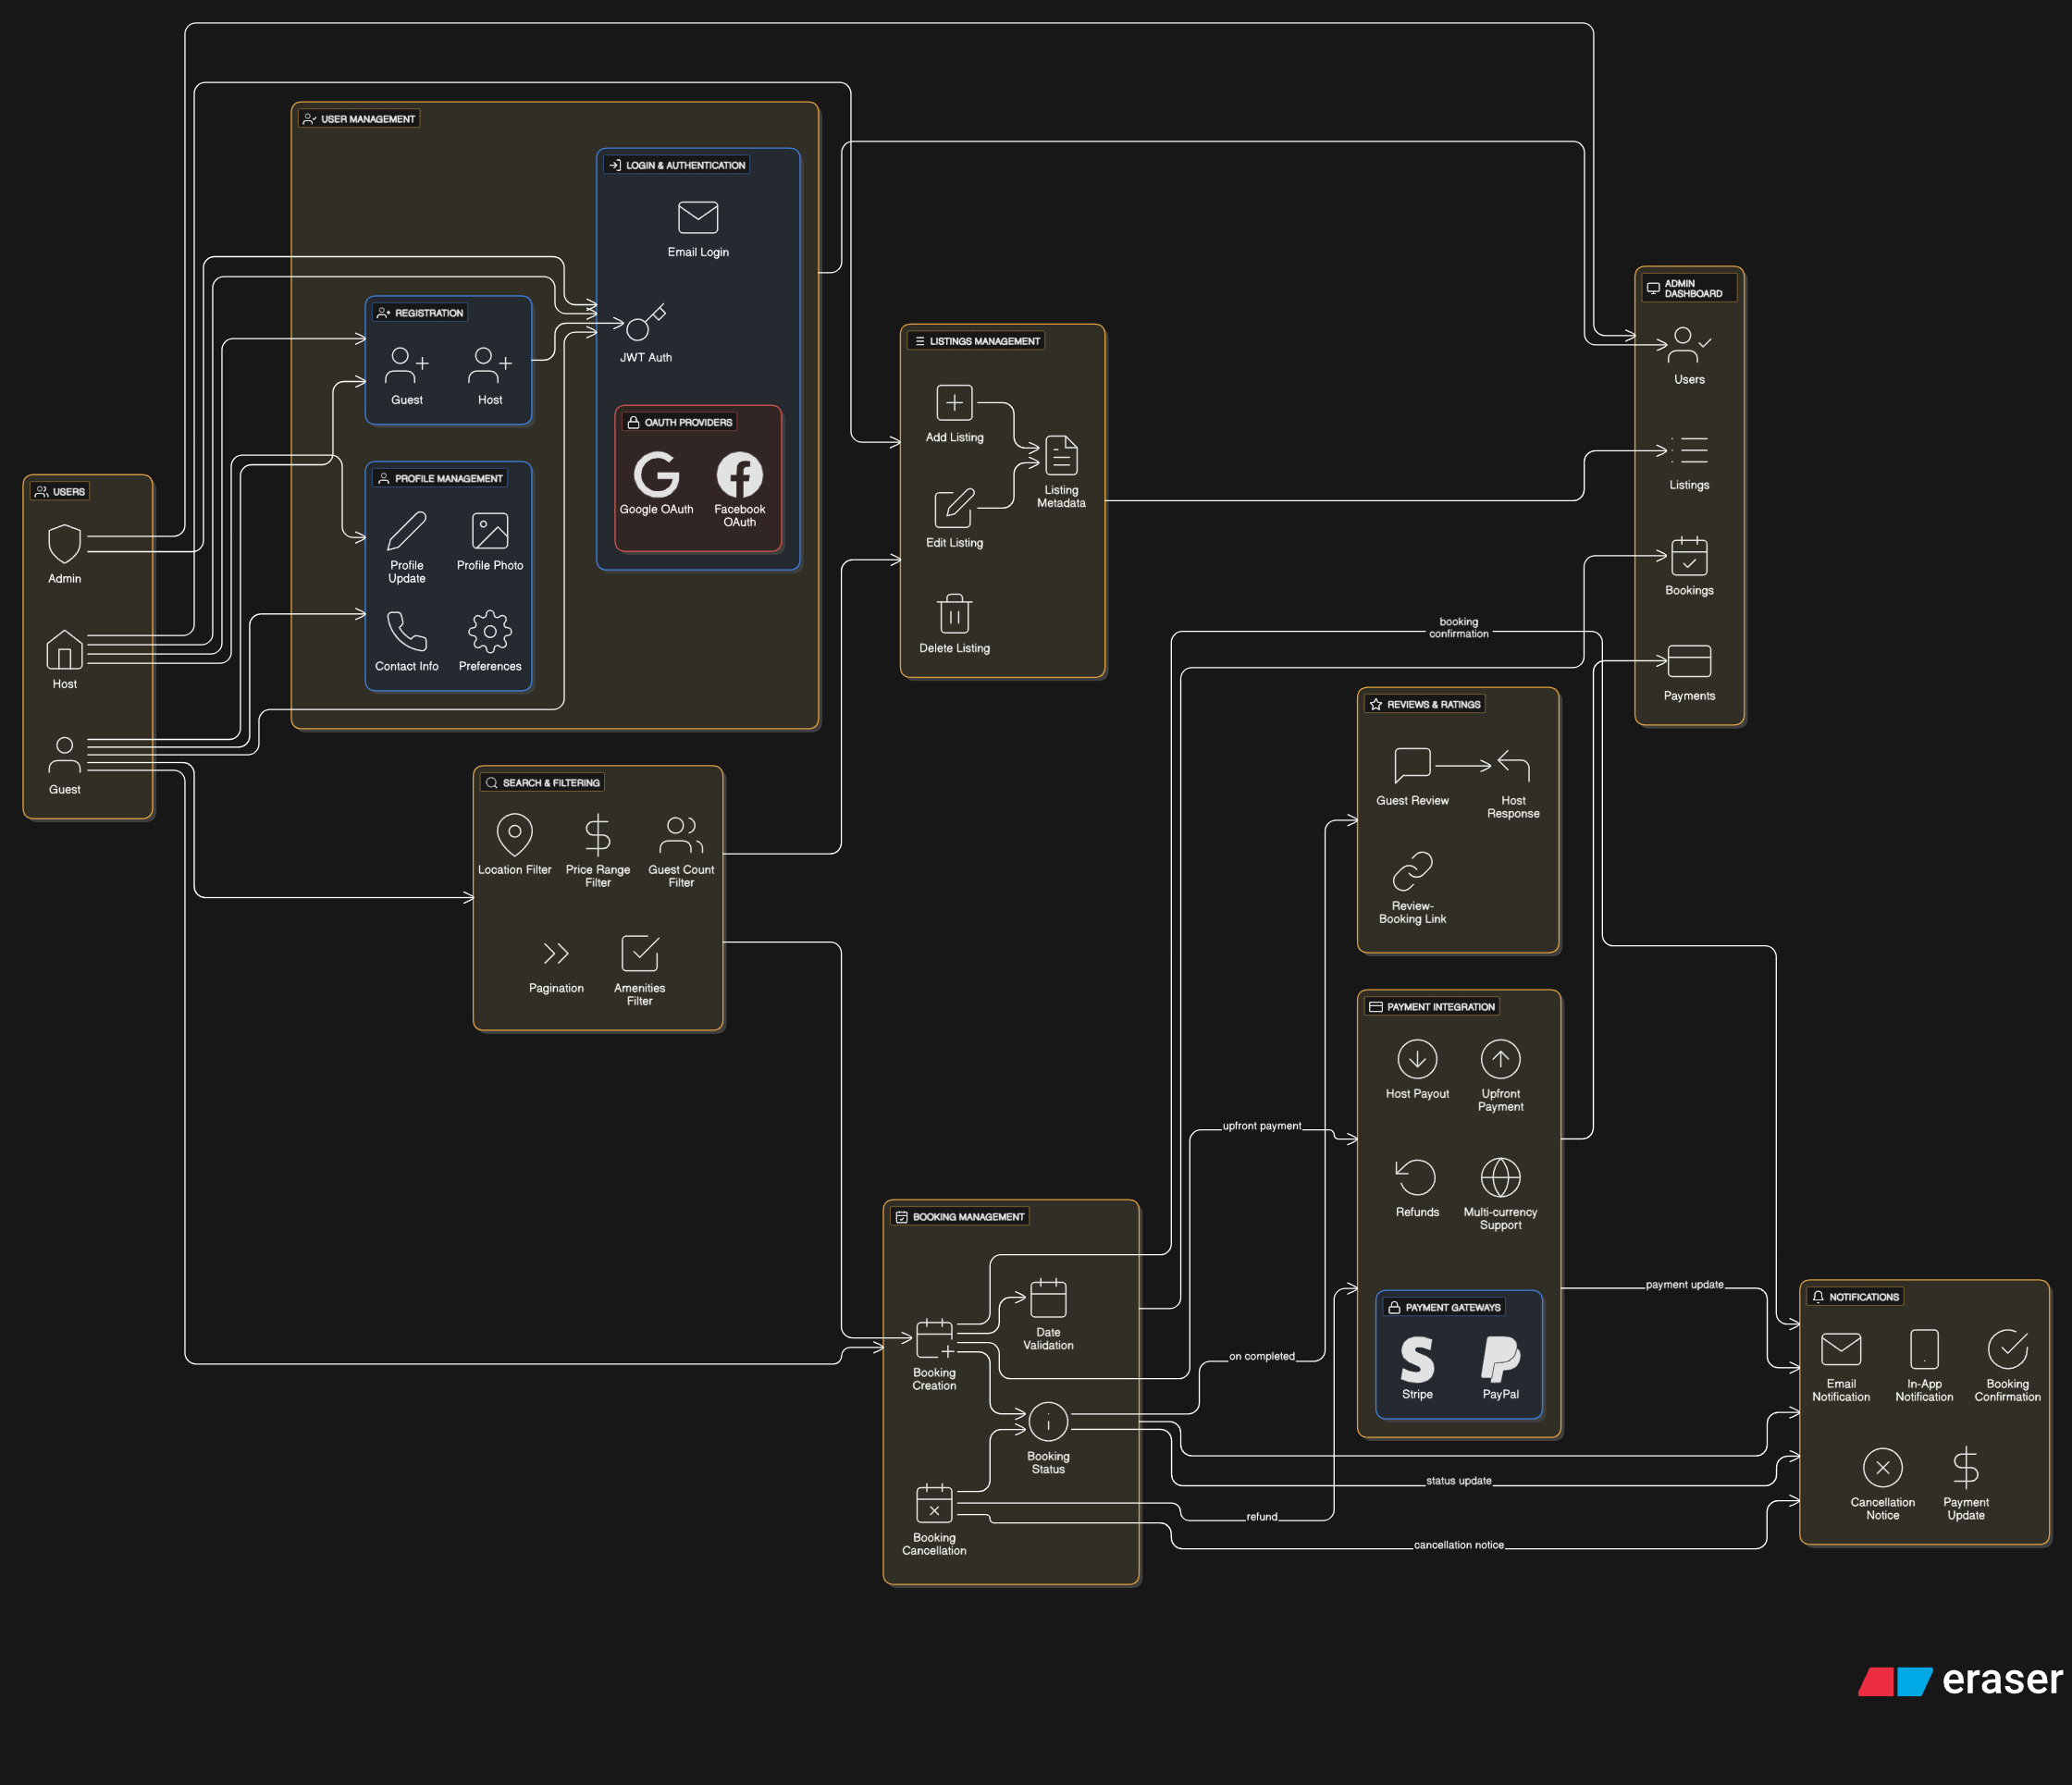 USER MANAGEMENT
LOGIN & AUTHENTICATION
Email Login
JWT Auth
OAUTH PROVIDERS
Google OAuth
Facebook
OAuth
REGISTRATION
Guest
Host
PROFILE MANAGEMENT
Profile
Update
Profile Photo
Contact Info
Preferences
USERS
Admin
Host
Guest
SEARCH & FILTERING
Location Filter
Price Range
Filter
Guest Count
Filter
Pagination
Amenities
Filter
LISTINGS MANAGEMENT
Add Listing
Listing
Metadata
Edit Listing
Delete Listing
ADMIN
DASHBOARD
Users
Listings
Bookings
Payments
booking
confirmation
REVIEWS & RATINGS
Guest Review
Host
Response
Review-
Booking Link
PAYMENT INTEGRATION
Host Payout
Upfront
Payment
Refunds
Multi-currency
Support
PAYMENT GATEWAYS
Stripe
PayPal
upfront payment
payment update
on completed
status update
refund
cancellation notice
BOOKING MANAGEMENT
Date
Validation
Booking
Creation
Booking
Status
Booking
Cancellation
NOTIFICATIONS
Email
Notification
In-App
Notification
Booking
Confirmation
Cancellation
Notice
Payment
Update
eraser